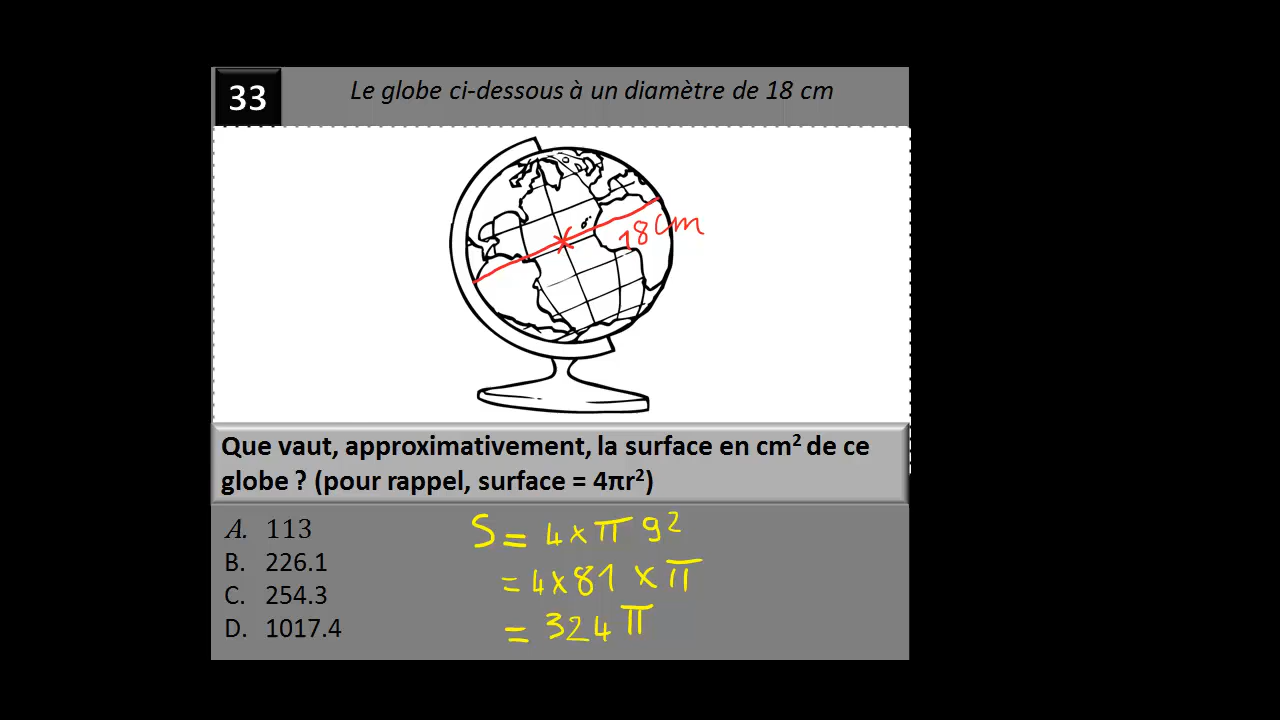 33
Le globe ci-dessous à un diamètre de 18 cm
18cm
Que vaut, approximativement, la surface en cm² de ce
globe ? (pour rappel, surface = 4πr²)
A. 113
B. 226.1
C. 254.3
D. 1017.4
S = 4 x π 9²
= 4 x 81 x π
= 324 π